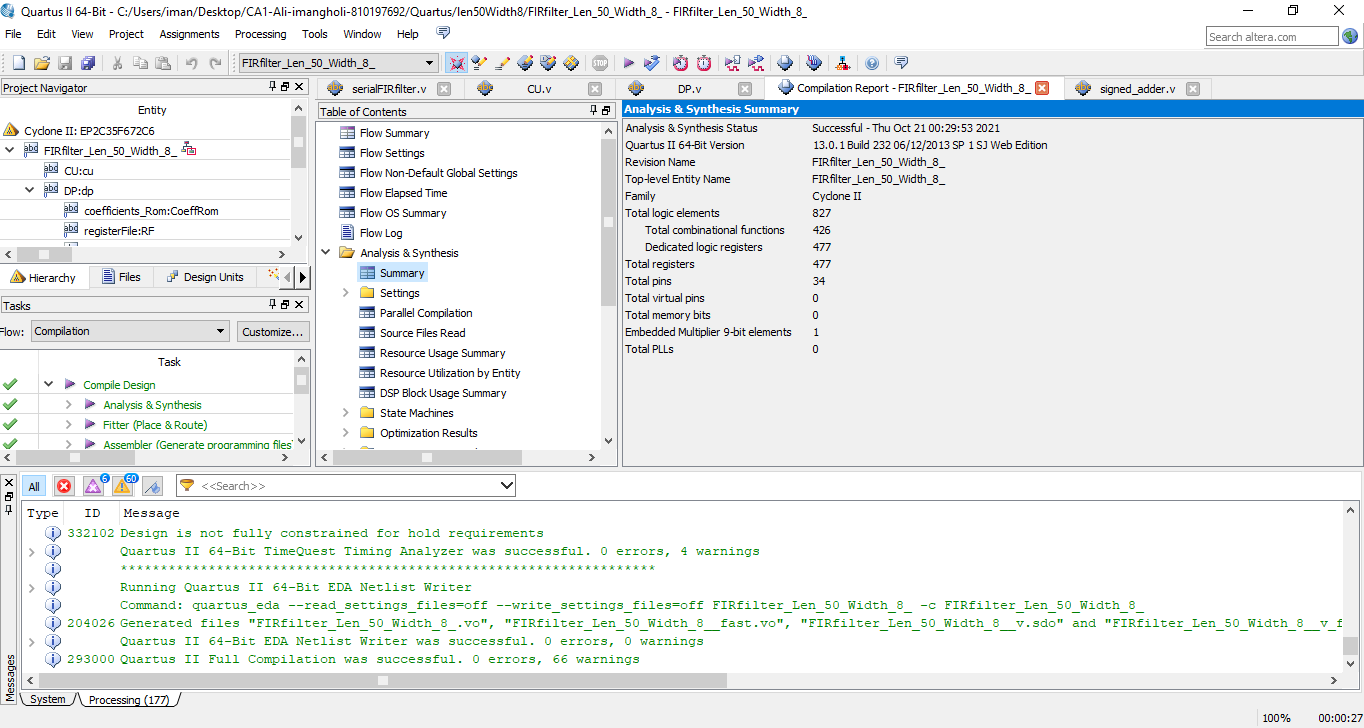 Quartus II 64-Bit - C:/Users/iman/Desktop/CA1-Ali-imangholi-810197692/Quartus/len50Width8/FIRfilter_Len_50_Width_8_ - FIRfilter_Len_50_Width_8_
File Edit View Project Assignments Processing Tools Window Help
Search altera.com
FIRfilter_Len_50_Width_8_
STOP
Project Navigator
Entity
Cyclone II: EP2C35F672C6
FIRfilter_Len_50_Width_8_
CU:cu
DP:dp
coefficients_Rom:CoeffRom
registerFile:RF
Hierarchy Files Design Units
Tasks
Flow: Compilation Customize...
Task
Compile Design
Analysis & Synthesis
Fitter (Place & Route)
Assembler (Generate programming files)
serialFIRfilter.v CU.v DP.v Compilation Report - FIRfilter_Len_50_Width_8_ signed_adder.v
Table of Contents
Flow Summary
Flow Settings
Flow Non-Default Global Settings
Flow Elapsed Time
Flow OS Summary
Flow Log
Analysis & Synthesis
Summary
Settings
Parallel Compilation
Source Files Read
Resource Usage Summary
Resource Utilization by Entity
DSP Block Usage Summary
State Machines
Optimization Results
Analysis & Synthesis Summary
Analysis & Synthesis Status Successful - Thu Oct 21 00:29:53 2021
Quartus II 64-Bit Version 13.0.1 Build 232 06/12/2013 SP 1 SJ Web Edition
Revision Name FIRfilter_Len_50_Width_8_
Top-level Entity Name FIRfilter_Len_50_Width_8_
Family Cyclone II
Total logic elements 827
Total combinational functions 426
Dedicated logic registers 477
Total registers 477
Total pins 34
Total virtual pins 0
Total memory bits 0
Embedded Multiplier 9-bit elements 1
Total PLLs 0
All 6 60 <<Search>>
Type ID Message
332102 Design is not fully constrained for hold requirements
Quartus II 64-Bit TimeQuest Timing Analyzer was successful. 0 errors, 4 warnings
*******************************************************************
Running Quartus II 64-Bit EDA Netlist Writer
Command: quartus_eda --read_settings_files=off --write_settings_files=off FIRfilter_Len_50_Width_8_ -c FIRfilter_Len_50_Width_8_
204026 Generated files "FIRfilter_Len_50_Width_8_.vo", "FIRfilter_Len_50_Width_8__fast.vo", "FIRfilter_Len_50_Width_8__v.sdo" and "FIRfilter_Len_50_Width_8__v_f
Quartus II 64-Bit EDA Netlist Writer was successful. 0 errors, 0 warnings
293000 Quartus II Full Compilation was successful. 0 errors, 66 warnings
Messages
System Processing (177)
100% 00:00:27